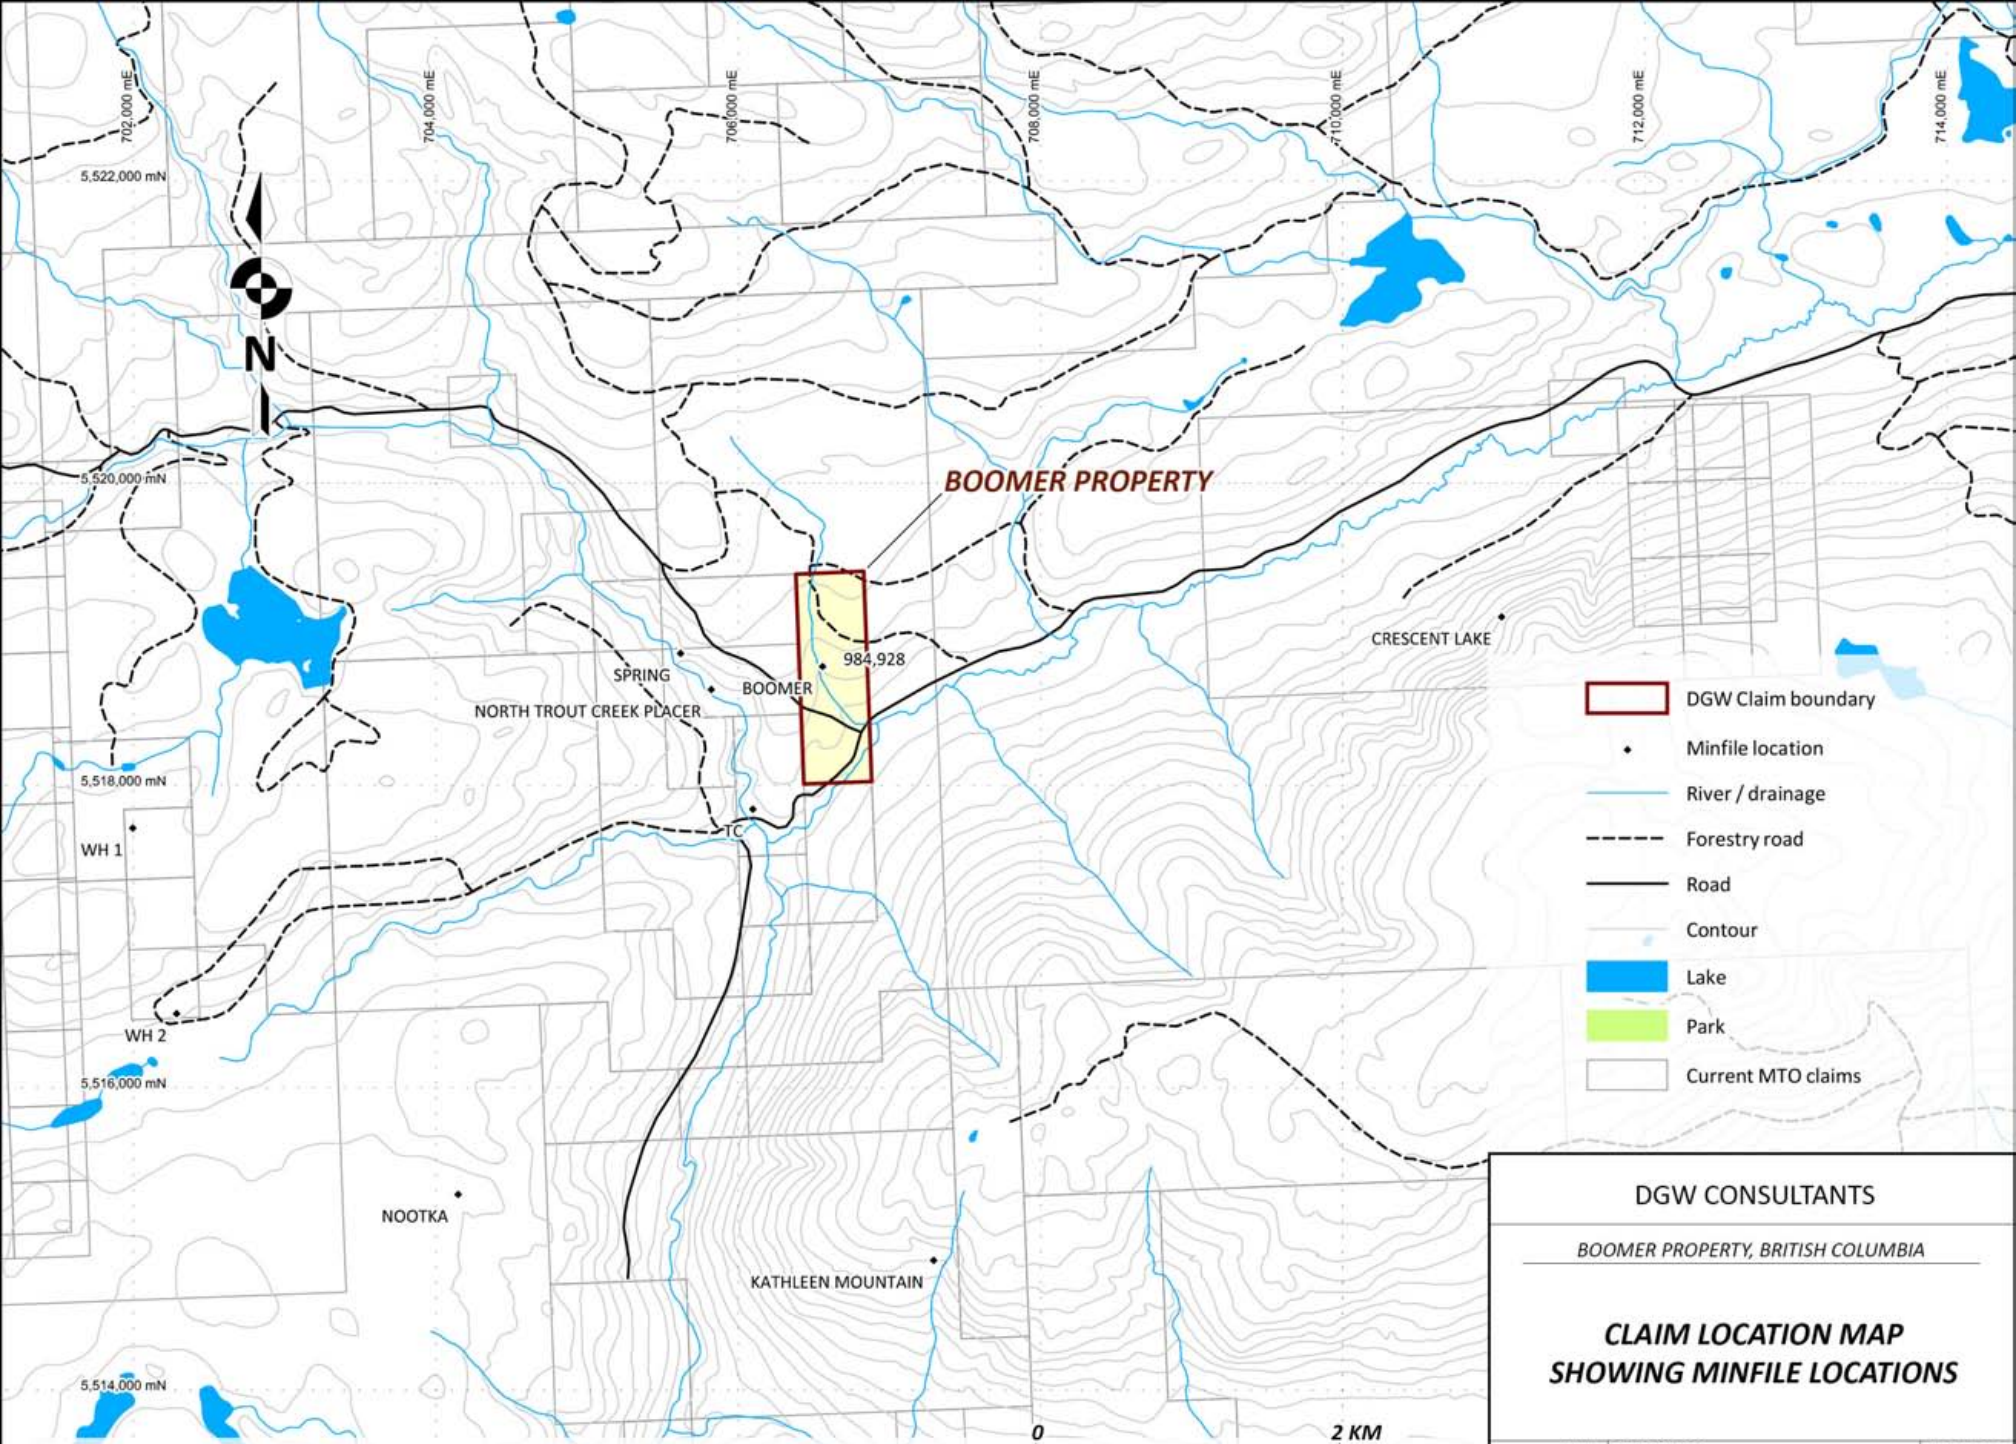 702,000 mE
704,000 mE
706,000 mE
708,000 mE
710,000 mE
712,000 mE
714,000 mE
5,522,000 mN
N
5,520,000 mN
BOOMER PROPERTY
CRESCENT LAKE
984,928
SPRING
BOOMER
NORTH TROUT CREEK PLACER
5,518,000 mN
TC
WH 1
WH 2
5,516,000 mN
NOOTKA
KATHLEEN MOUNTAIN
5,514,000 mN
0
2 KM
DGW Claim boundary
Minfile location
River / drainage
Forestry road
Road
Contour
Lake
Park
Current MTO claims
DGW CONSULTANTS
BOOMER PROPERTY, BRITISH COLUMBIA
CLAIM LOCATION MAP
SHOWING MINFILE LOCATIONS